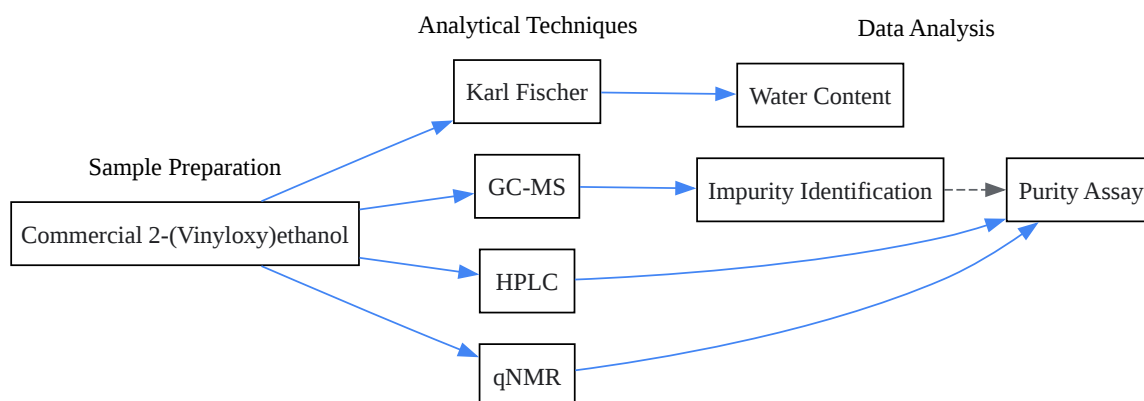 Analytical Techniques
Data Analysis
Karl Fischer
Water Content
Sample Preparation
GC-MS
Impurity Identification
Purity Assay
Commercial 2-(Vinyloxy)ethanol
HPLC
qNMR